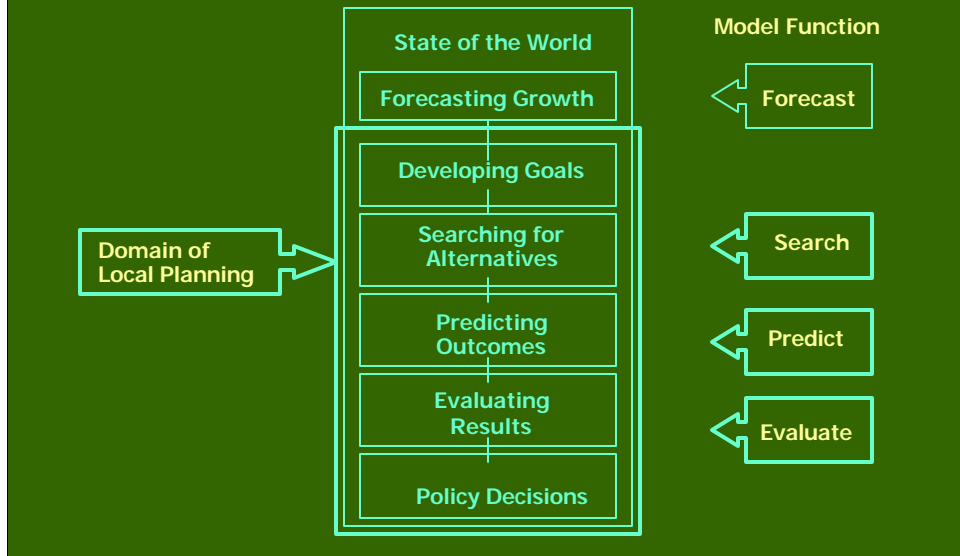 State of the World
Model Function
Forecasting Growth
Forecast
Developing Goals
Domain of
Local Planning
Searching for
Alternatives
Search
Predicting
Outcomes
Predict
Evaluating
Results
Evaluate
Policy Decisions